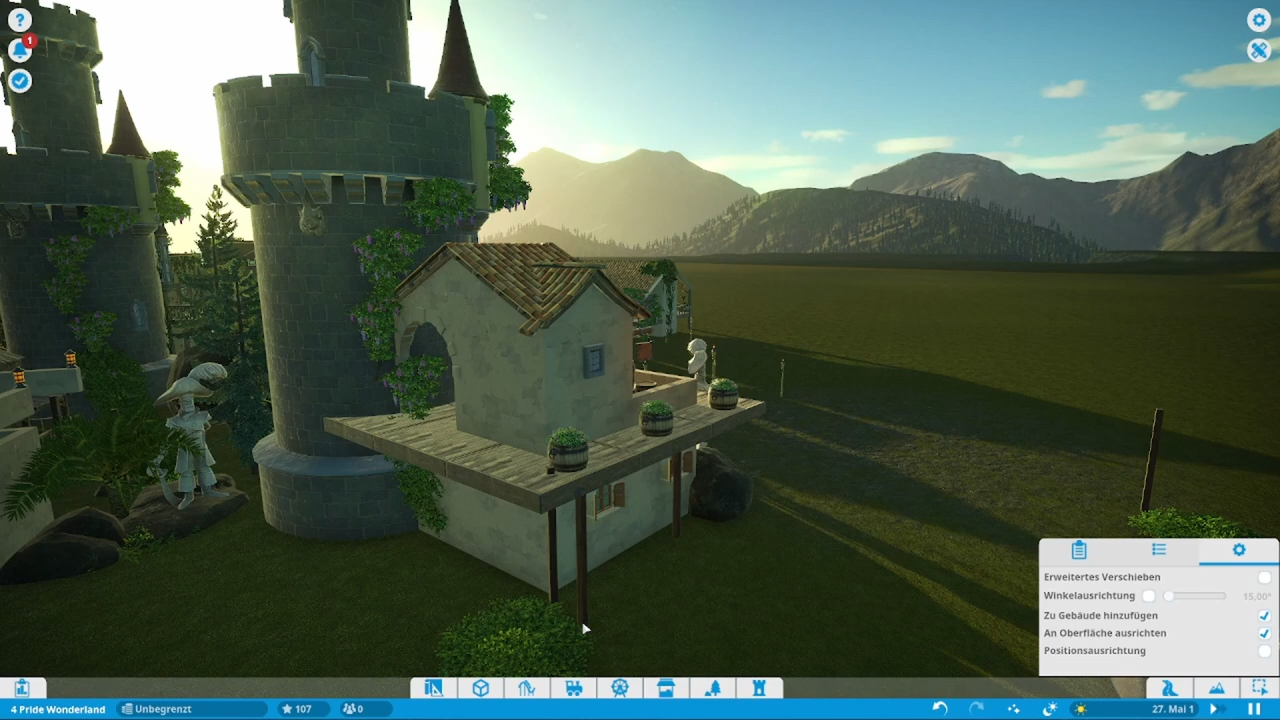 ?
1
Erweitertes Verschieben
Winkelausrichtung 15,00°
Zu Gebäude hinzufügen
An Oberfläche ausrichten
Positionsausrichtung
4 Pride Wonderland Unbegrenzt 107 0 27. Mai 1